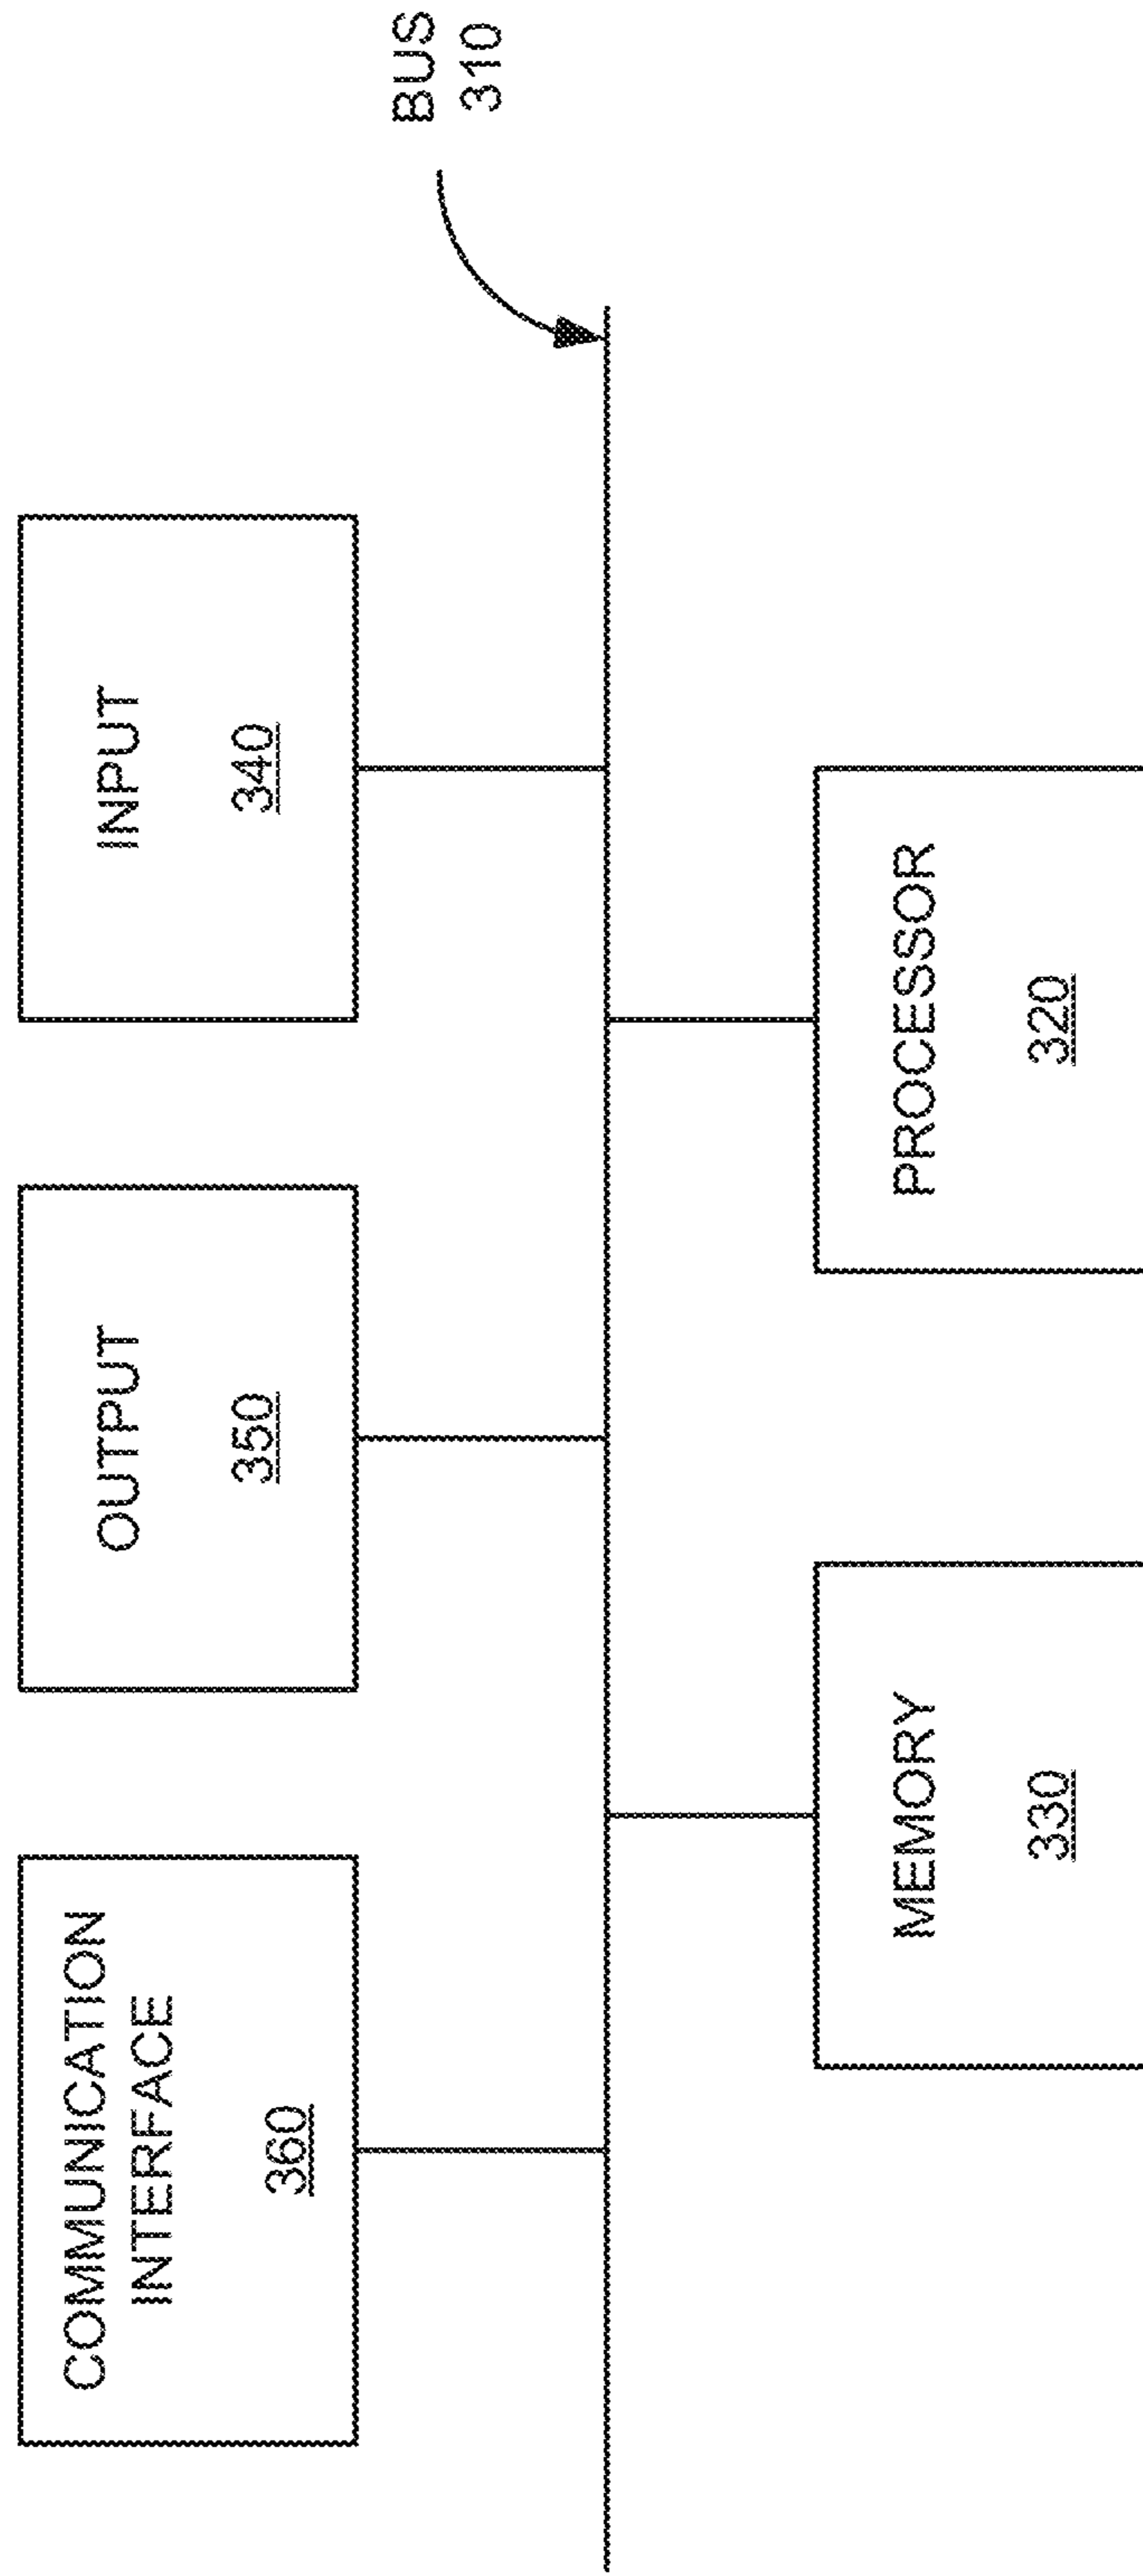 COMMUNICATION
INTERFACE
360
OUTPUT
350
INPUT
340
BUS
310
MEMORY
330
PROCESSOR
320